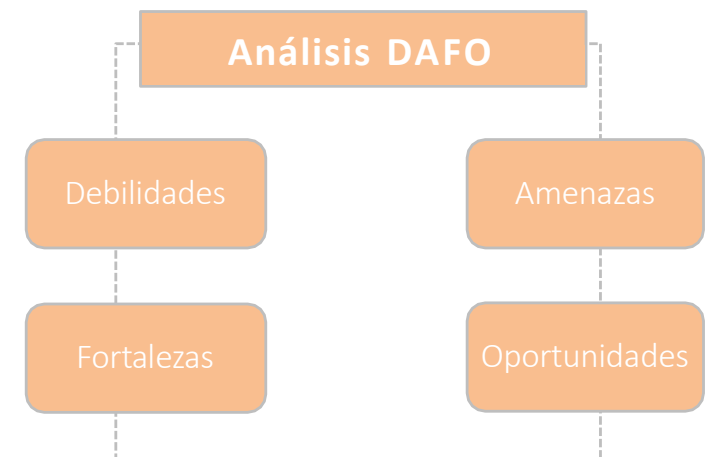 Análisis DAFO
Debilidades
Amenazas
Fortalezas
Oportunidades